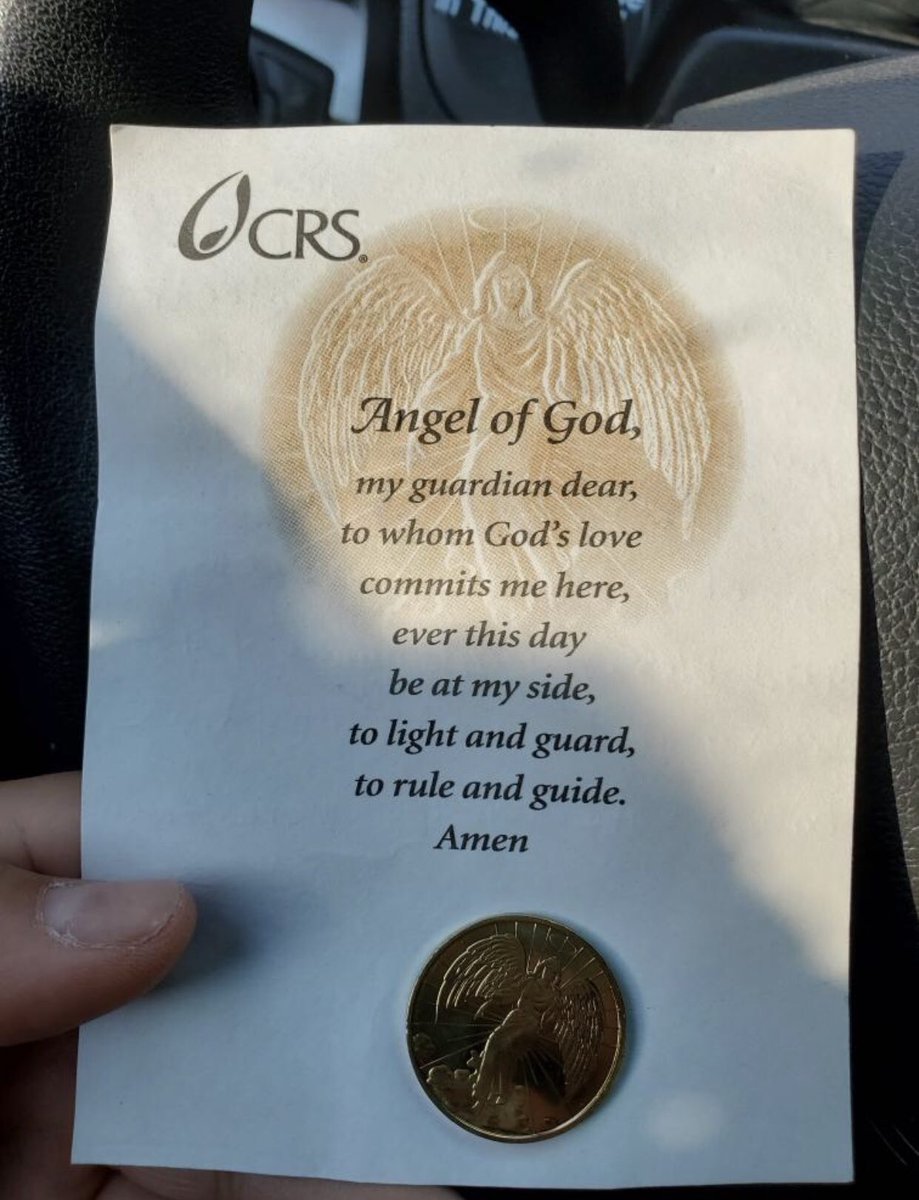 CRS®
Angel of God,
my guardian dear,
to whom God's love
commits me here,
ever this day
be at my side,
to light and guard,
to rule and guide.
Amen